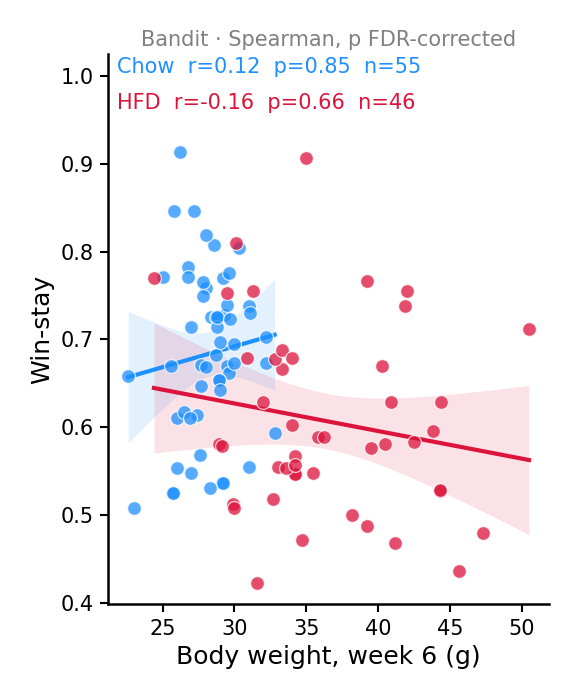 Bandit · Spearman, p FDR-corrected
Chow r=0.12 p=0.85 n=55
HFD r=-0.16 p=0.66 n=46
1.0
0.9
0.8
0.7
0.6
0.5
0.4
Win-stay
25 30 35 40 45 50
Body weight, week 6 (g)